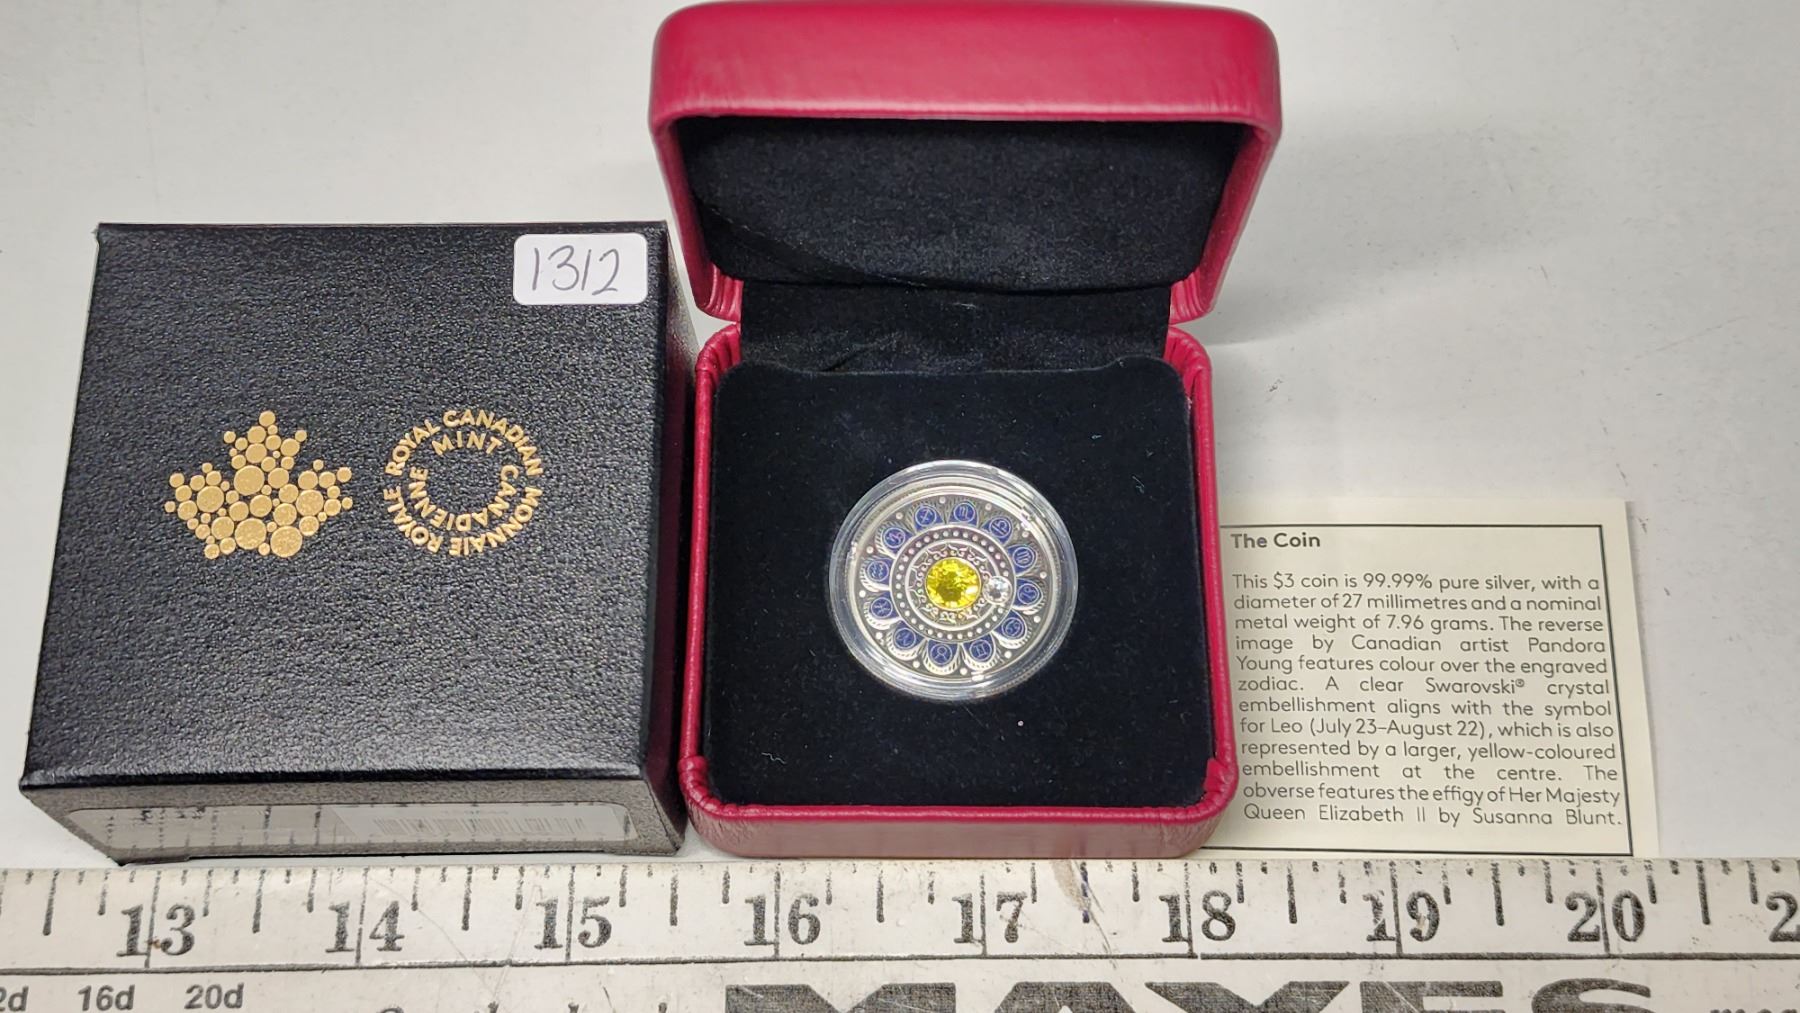 1312
ROYAL CANADIAN MINT
MONNAIE ROYALE CANADIENNE
The Coin
This $3 coin is 99.99% pure silver, with a
diameter of 27 millimetres and a nominal
metal weight of 7.96 grams. The reverse
image by Canadian artist Pandora
Young features colour over the engraved
zodiac. A clear Swarovski® crystal
embellishment aligns with the symbol
for Leo (July 23–August 22), which is also
represented by a larger, yellow-coloured
embellishment at the centre. The
obverse features the effigy of Her Majesty
Queen Elizabeth II by Susanna Blunt.
13 14 15 16 17 18 19 20 2
2d 16d 20d
MAYES